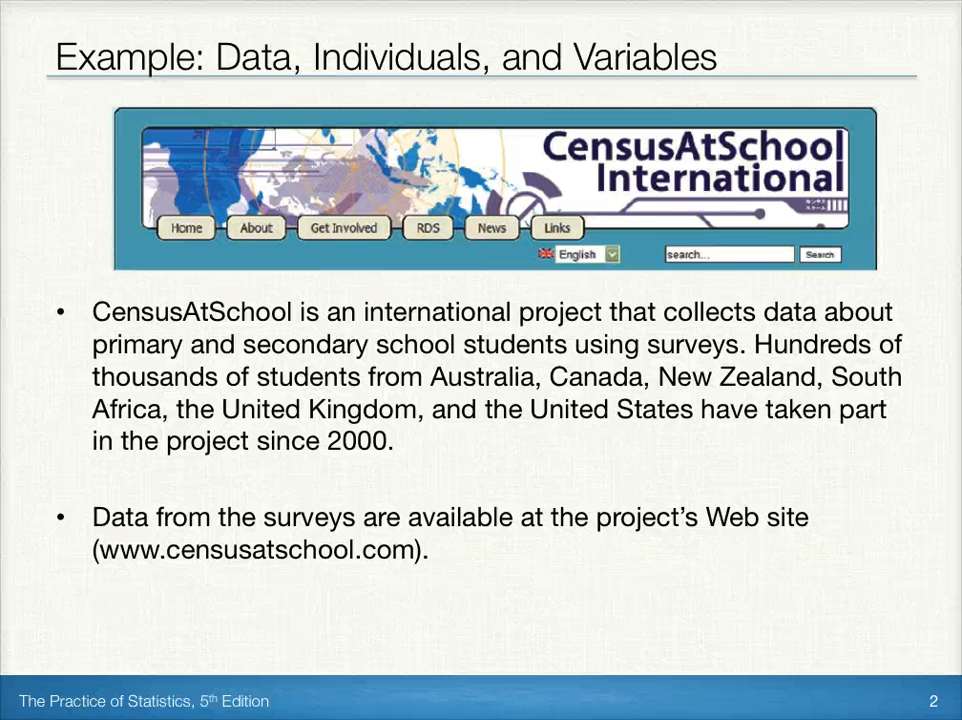 Example: Data, Individuals, and Variables
CensusAtSchool
International
Home About Get Involved RDS News Links
English search... Search
• CensusAtSchool is an international project that collects data about
primary and secondary school students using surveys. Hundreds of
thousands of students from Australia, Canada, New Zealand, South
Africa, the United Kingdom, and the United States have taken part
in the project since 2000.
• Data from the surveys are available at the project’s Web site
(www.censusatschool.com).
The Practice of Statistics, 5th Edition 2